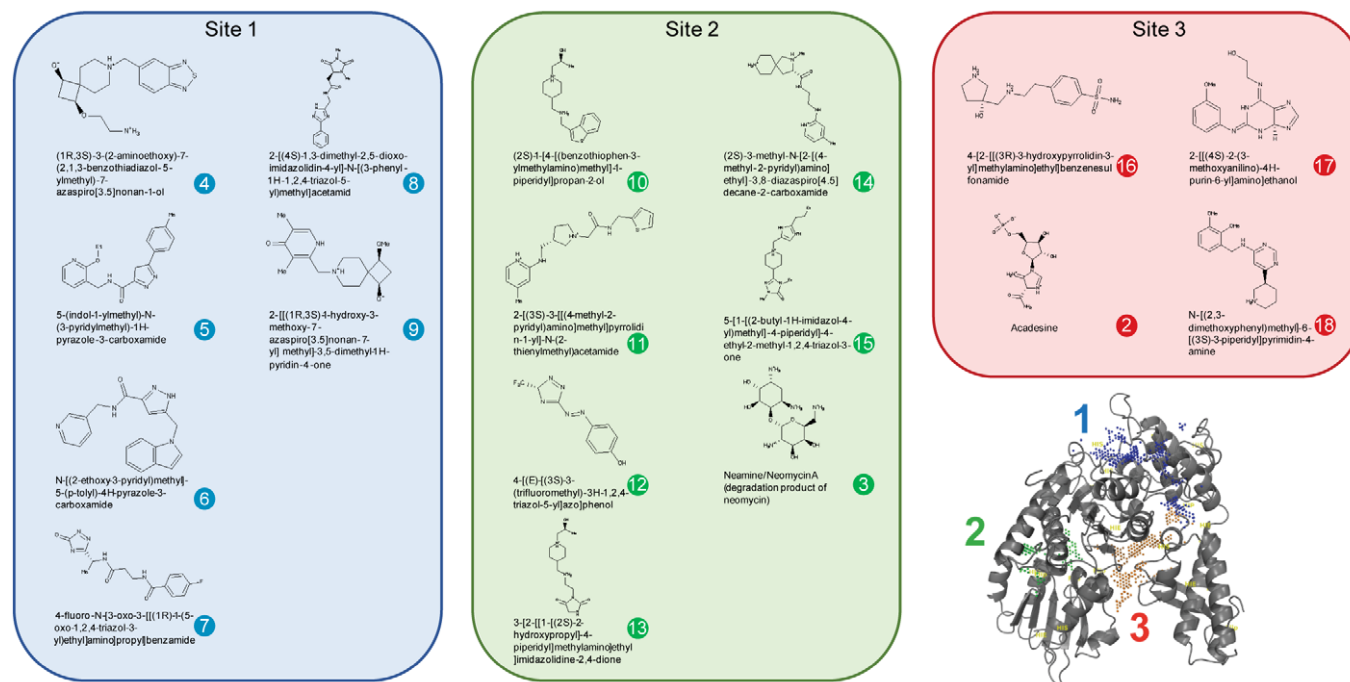 Site 1
(1R,3S)-3-(2-aminoethoxy)-7-
(2,1,3-benzothiadiazol-5-
ylmethyl)-7-
azaspiro[3.5]nonan-1-ol
4
2-[(4S)-1,3-dimethyl-2,5-dioxo-
imidazolidin-4-yl]-N-[(3-phenyl-
1H-1,2,4-triazol-5-
yl)methyl]acetamid
8
5-(indol-1-ylmethyl)-N-
(3-pyridylmethyl)-1H-
pyrazole-3-carboxamide
5
2-[[(1R,3S)-1-hydroxy-3-
methoxy-7-
azaspiro[3.5]nonan-7-
yl] methyl]-3,5-dimethyl-1H-
pyridin-4-one
9
N-[(2-ethoxy-3-pyridyl)methyl]-
5-(p-tolyl)-4H-pyrazole-3-
carboxamide
6
4-fluoro-N-[3-oxo-3-[[(1R)-1-(5-
oxo-1,2,4-triazol-3-
yl)ethyl]amino]propyl]benzamide
7
Site 2
(2S)-1-[4-[(benzothiophen-3-
ylmethylamino)methyl]-1-
piperidyl]propan-2-ol
10
(2S)-3-methyl-N-[2-[(4-
methyl-2-pyridyl)amino]
ethyl]-3,8-diazaspiro[4.5]
decane-2-carboxamide
14
2-[(3S)-3-[[(4-methyl-2-
pyridyl)amino]methyl]pyrrolidi
n-1-yl]-N-(2-
thienylmethyl)acetamide
11
5-[1-[(2-butyl-1H-imidazol-4-
yl)methyl]-4-piperidyl]-4-
ethyl-2-methyl-1,2,4-triazol-3-
one
15
4-[(E)-[(3S)-3-
(trifluoromethyl)-3H-1,2,4-
triazol-5-yl]azo]phenol
12
Neamine/NeomycinA
(degradation product of
neomycin)
3
3-[2-[[1-[(2S)-2-
hydroxypropyl]-4-
piperidyl]methylamino]ethyl
]imidazolidine-2,4-dione
13
Site 3
4-[2-[[(3R)-3-hydroxypyrrolidin-3-
yl]methylamino]ethyl]benzenesul
fonamide
16
2-[[(4S)-2-(3-
methoxyanilino)-4H-
purin-6-yl]amino]ethanol
17
Acadesine
2
N-[(2,3-
dimethoxyphenyl)methyl]-6-
[(3S)-3-piperidyl]pyrimidin-4-
amine
18
1
2
3